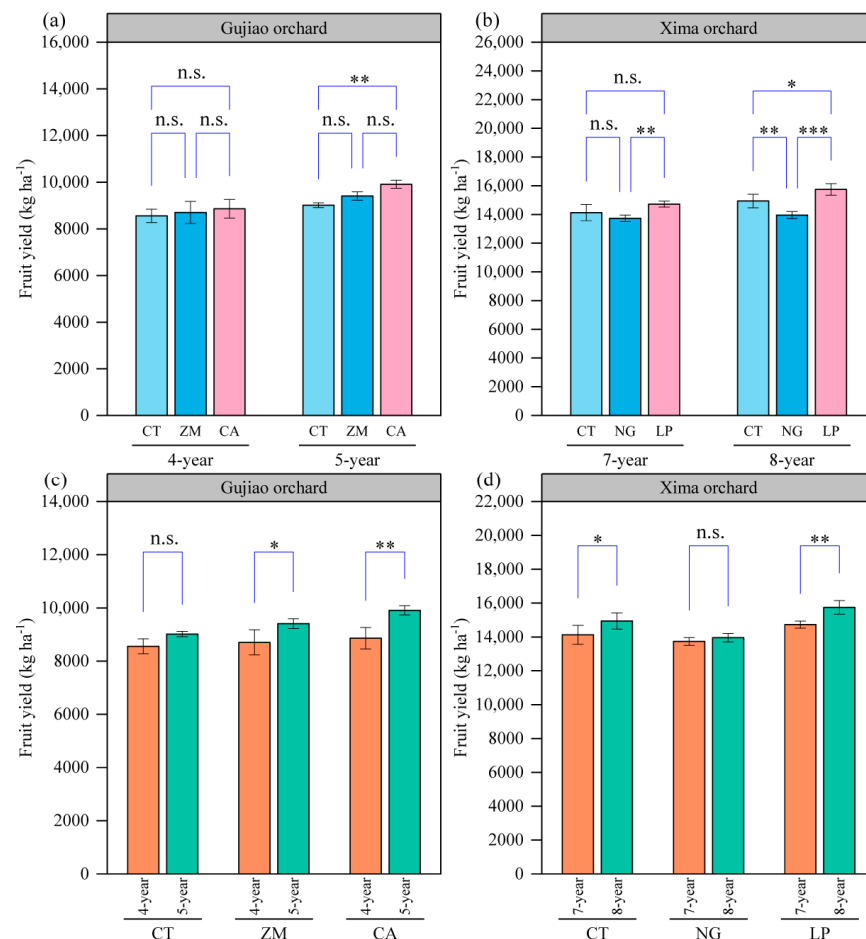 (a)
Gujiao orchard
16,000
14,000
12,000
10,000
8000
6000
4000
2000
0
Fruit yield (kg ha⁻¹)
n.s.
n.s. n.s.
**
n.s. n.s.
CT ZM CA CT ZM CA
4-year 5-year
(b)
Xima orchard
26,000
24,000
22,000
20,000
18,000
16,000
14,000
12,000
10,000
8000
6000
4000
2000
0
Fruit yield (kg ha⁻¹)
n.s.
n.s. **
*
** ***
CT NG LP CT NG LP
7-year 8-year
(c)
Gujiao orchard
14,000
12,000
10,000
8000
6000
4000
2000
0
Fruit yield (kg ha⁻¹)
n.s. * **
4-year 5-year 4-year 5-year 4-year 5-year
CT ZM CA
(d)
Xima orchard
22,000
20,000
18,000
16,000
14,000
12,000
10,000
8000
6000
4000
2000
0
Fruit yield (kg ha⁻¹)
* n.s. **
7-year 8-year 7-year 8-year 7-year 8-year
CT NG LP